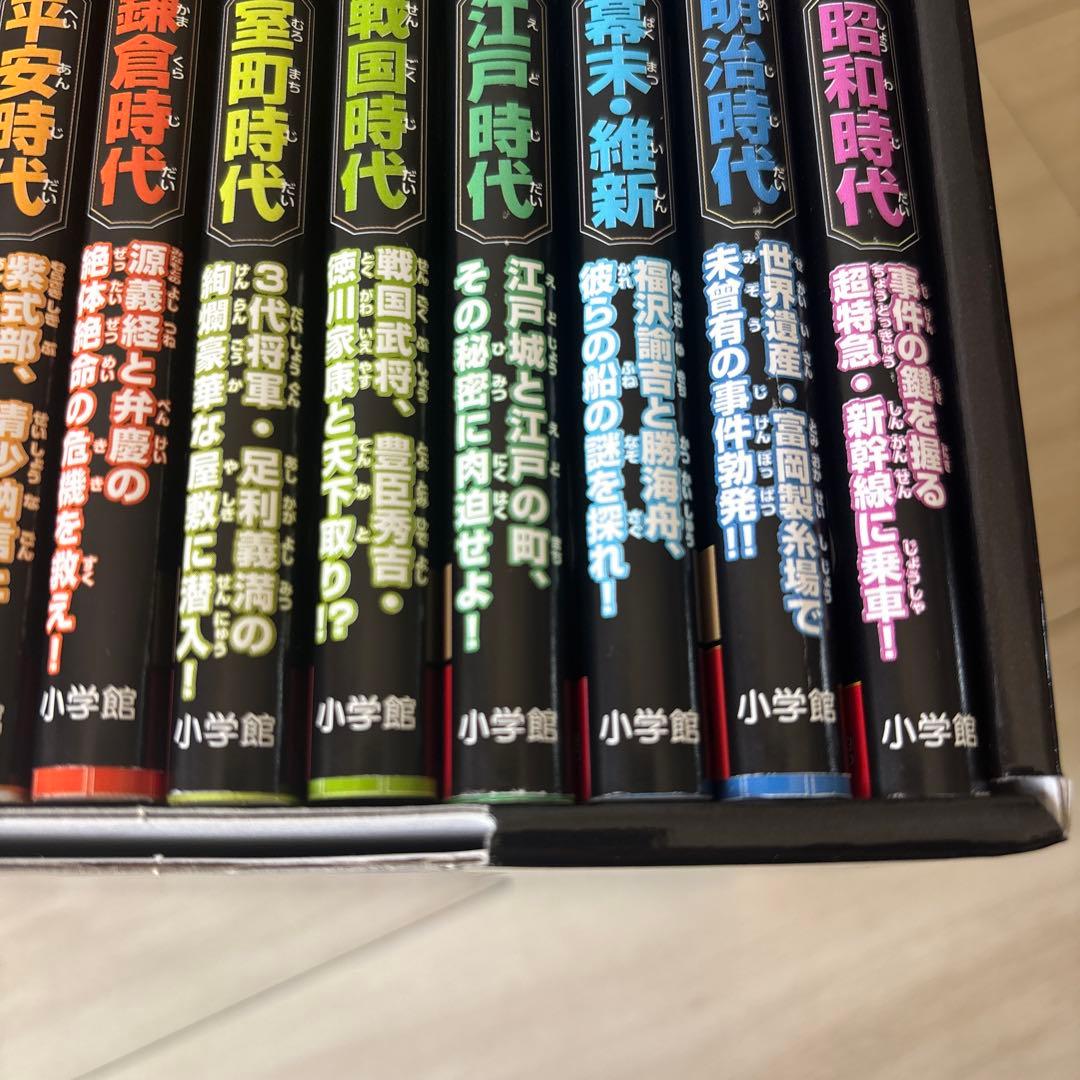 昭和時代
事件の鍵を握る
超特急・新幹線に乗車!
小学館
明治時代
世界遺産・富岡製糸場で
未曾有の事件勃発!!
小学館
幕末・維新
福沢諭吉と勝海舟、
彼らの船の謎を探れ!
小学館
江戸時代
江戸城と江戸の町、
その秘密に肉迫せよ!
小学館
戦国時代
戦国武将、豊臣秀吉・
徳川家康と天下取り!?
小学館
室町時代
3代将軍・足利義満の
絢爛豪華な屋敷に潜入!
小学館
鎌倉時代
源義経と弁慶の
絶体絶命の危機を救え!
小学館
平安時代
紫式部、清少納言に